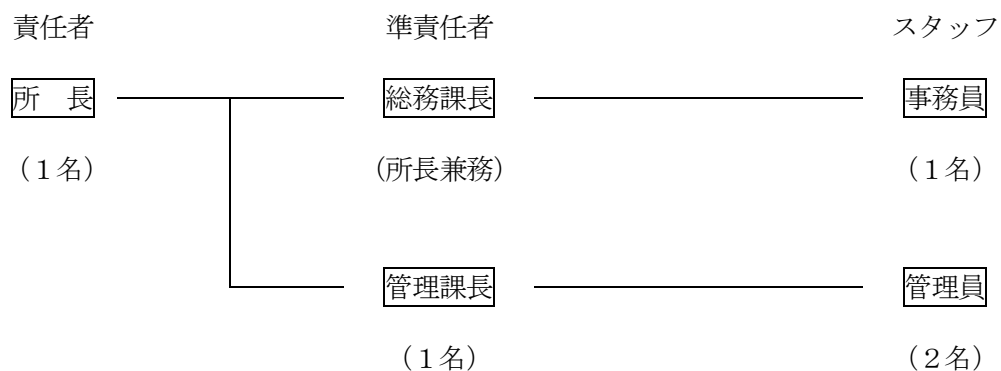 責任者 準責任者 スタッフ
所　長 総務課長 事務員
（１名） （所長兼務） （１名）
管理課長 管理員
（１名） （２名）